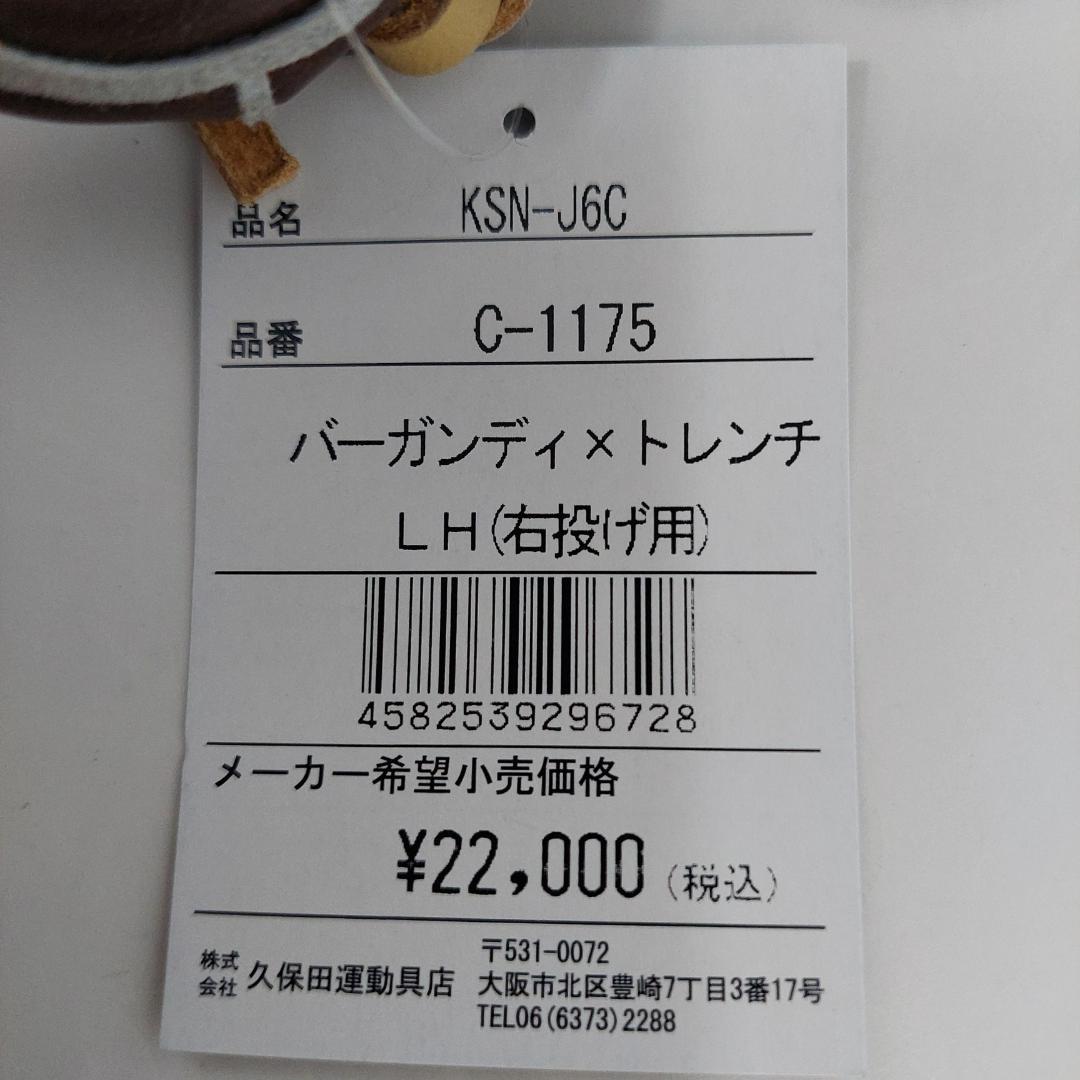 品名 KSN-J6C
品番 C-1175
バーガンディ×トレンチ
LH(右投げ用)
4582539296728
メーカー希望小売価格
¥22,000(税込)
株式会社 久保田運動具店
〒531-0072
大阪市北区豊崎7丁目3番17号
TEL06(6373)2288